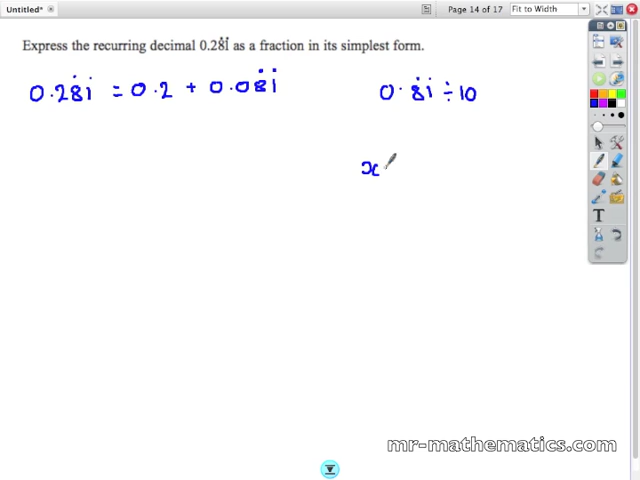 Untitled*
Page 14 of 17
Fit to Width
Express the recurring decimal 0.28̇1̇ as a fraction in its simplest form.
0.28̇1̇ = 0.2 + 0.08̇1̇
0.8̇1̇ ÷ 10
x
T
mr-mathematics.com